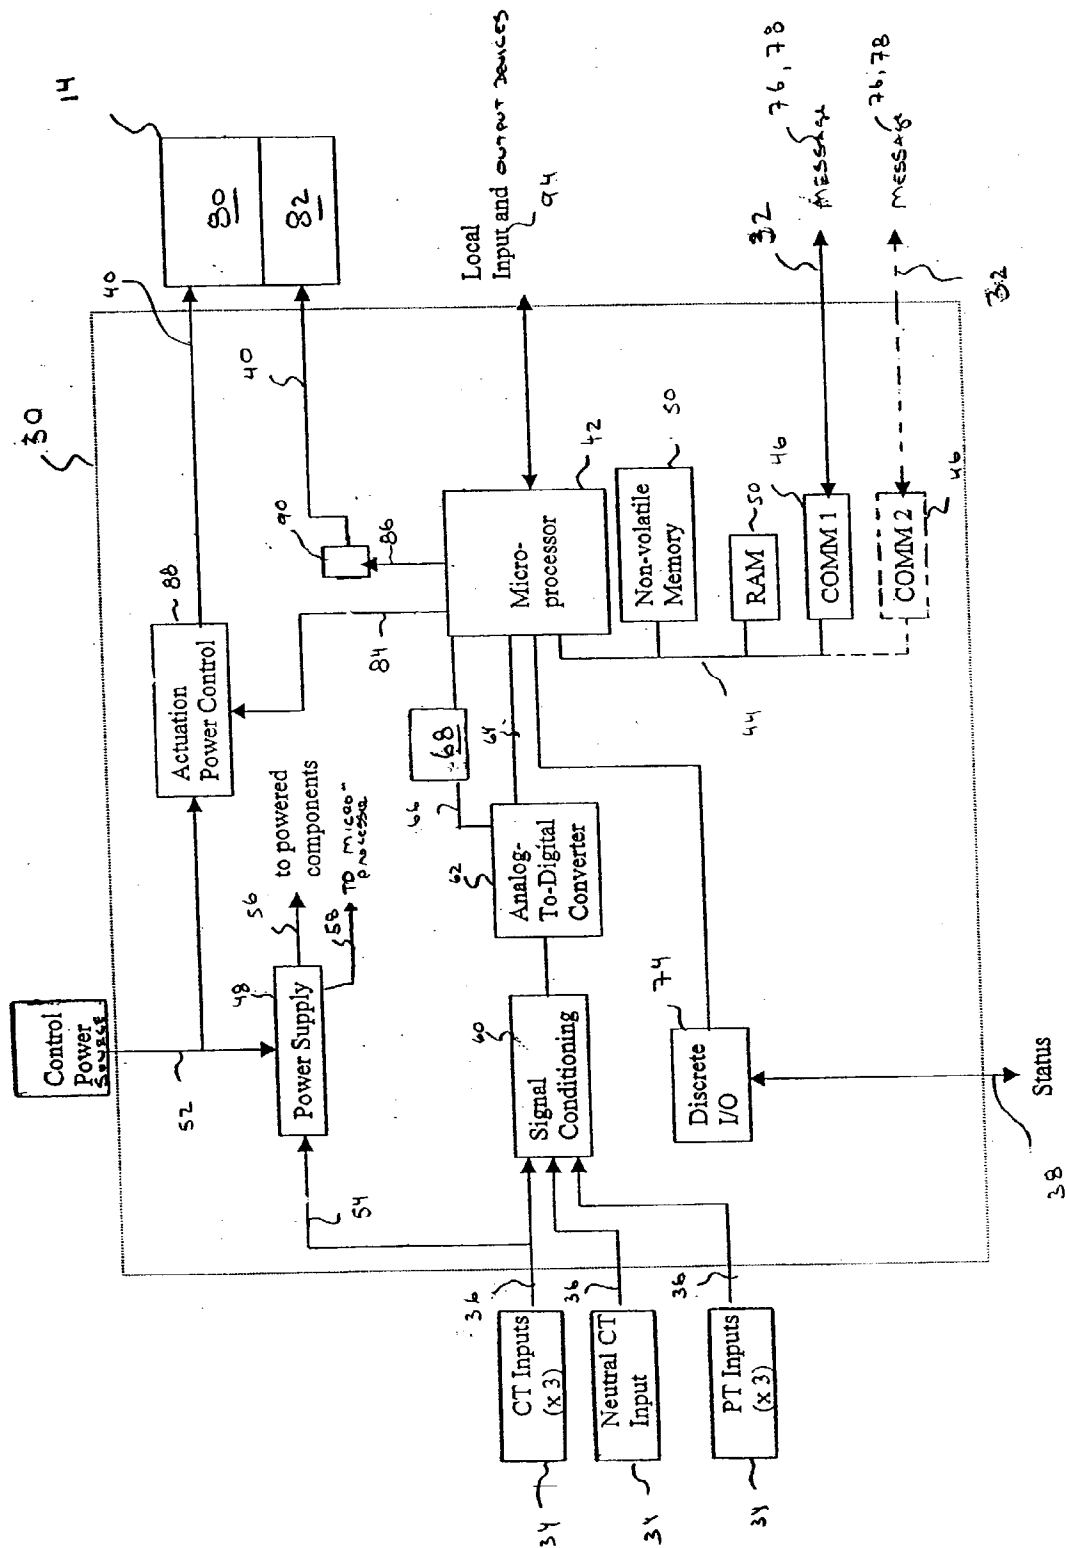 14
30
Control
Power
SOURCE
52
40
80
82
88
Actuation
Power Control
40
56
to powered
components
58
TO MICRO-
PROCESSOR
48
Power Supply
54
90
86
84
Local
Input and OUTPUT DEVICES
94
68
66
64
Micro-
processor
42
62
Analog-
To-Digital
Converter
60
Signal
Conditioning
Non-volatile
Memory
50
RAM
50
44
COMM 1
46
32
MESSAGE
76, 78
COMM 2
46
32
MESSAGE
76, 78
74
Discrete
I/O
Status
38
CT Inputs
(x 3)
36
34
Neutral CT
Input
36
34
PT Inputs
(x 3)
36
34